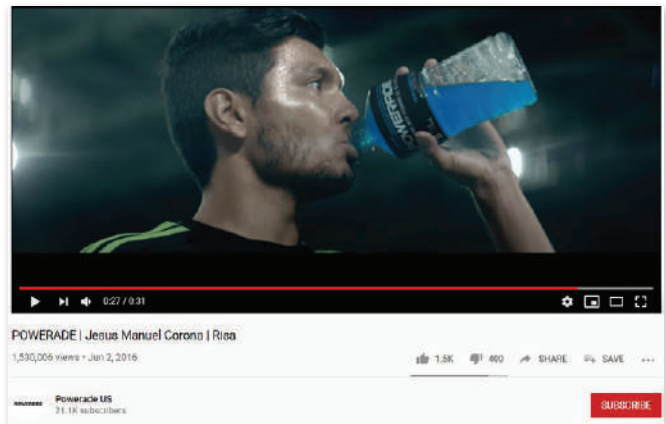 POWERADE
0:27 / 0:31
POWERADE | Jesus Manuel Corona | Risa
1,530,006 views • Jun 2, 2016
1.5K
400
SHARE
SAVE
Powerade US
21.1K subscribers
SUBSCRIBE